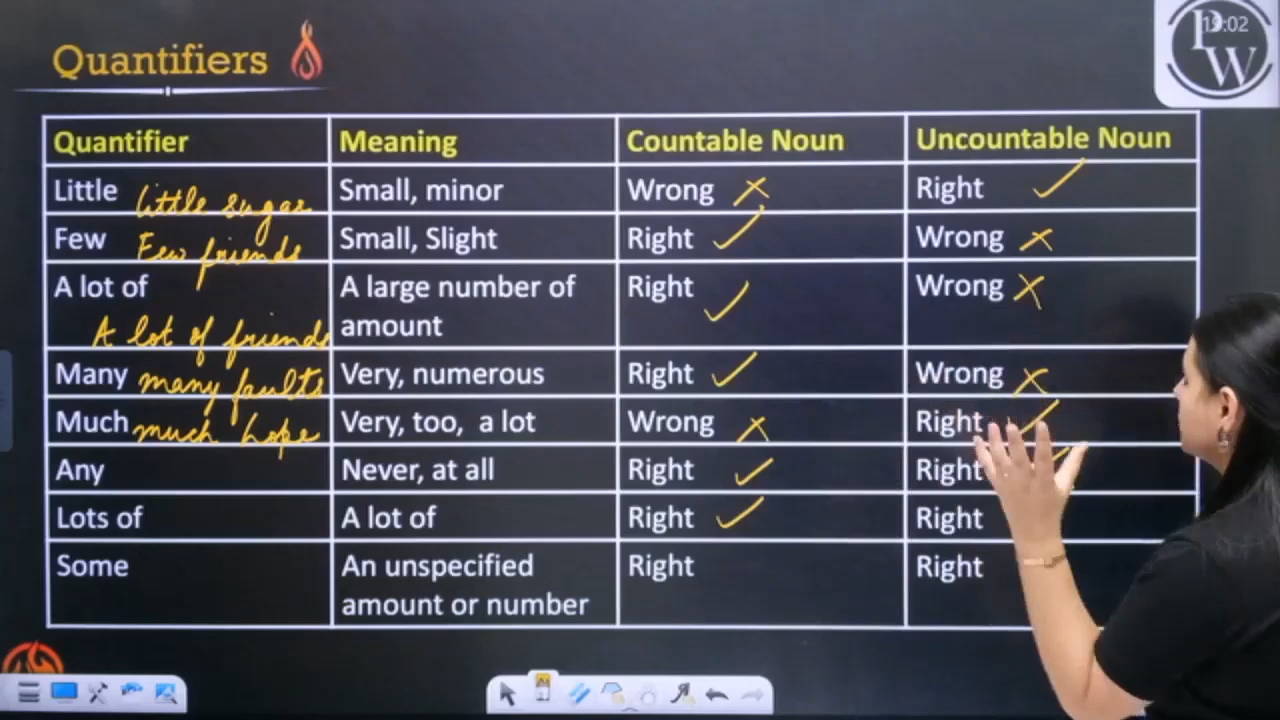 19:02
PW
Quantifiers
Quantifier Meaning Countable Noun Uncountable Noun
Little little sugar Small, minor Wrong Right
Few Few friends Small, Slight Right Wrong
A lot of A large number of Right Wrong
A lot of friends amount
Many many faults Very, numerous Right Wrong
Much much hope Very, too, a lot Wrong Right
Any Never, at all Right Right
Lots of A lot of Right Right
Some An unspecified Right Right
amount or number